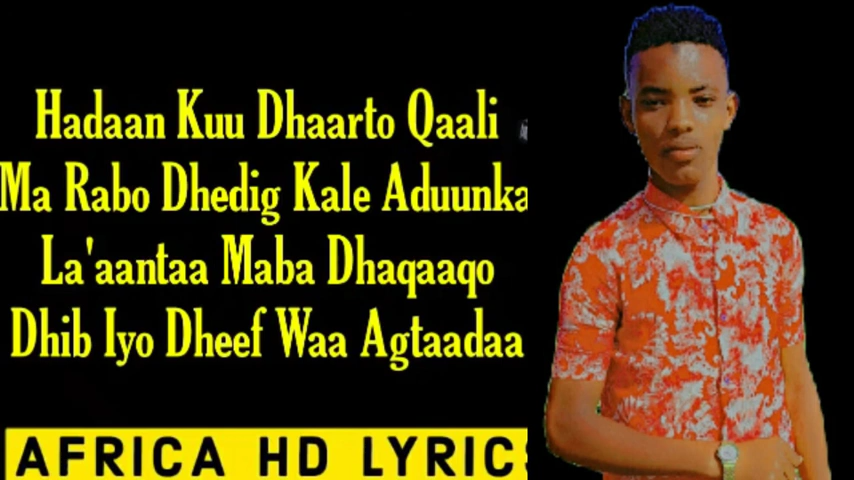 Hadaan Kuu Dhaarto Qaali
Ma Rabo Dhedig Kale Aduunka
La'aantaa Maba Dhaqaaqo
Dhib Iyo Dheef Waa Agtaadaa
AFRICA HD LYRICS